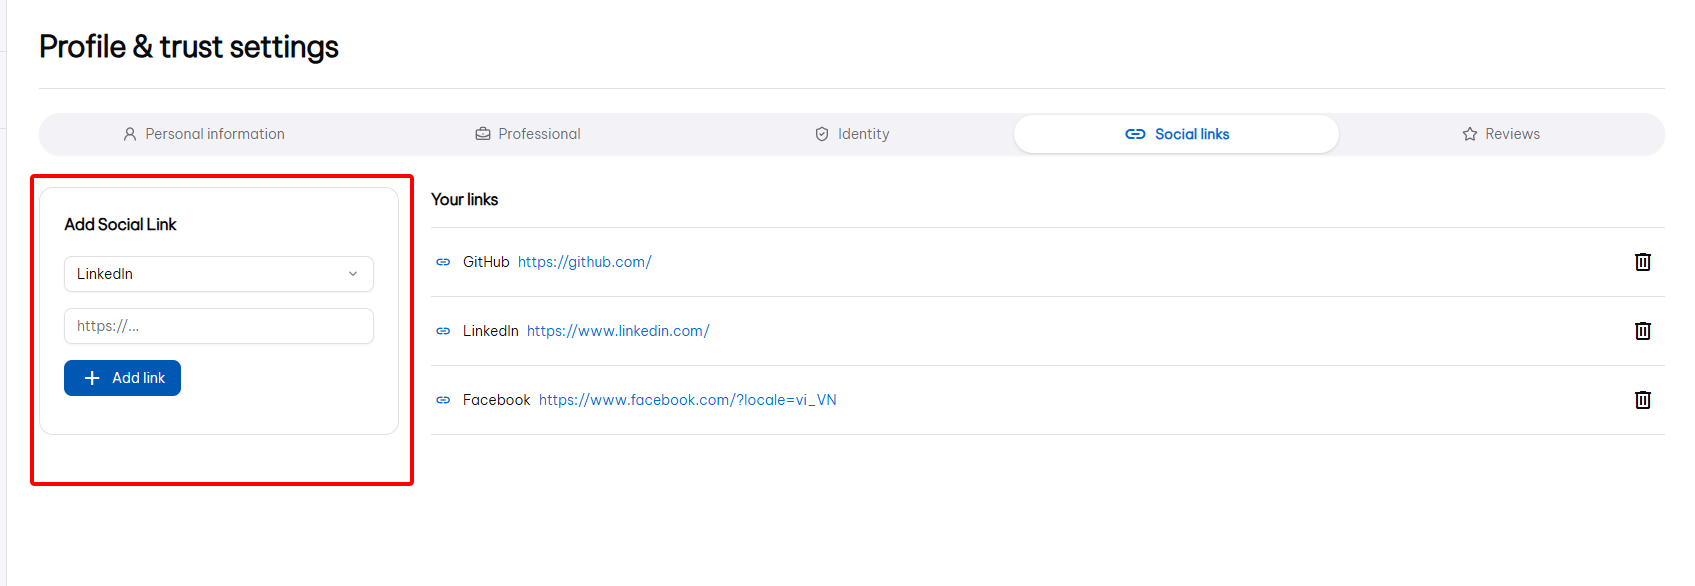 Profile & trust settings
Personal information
Professional
Identity
Social links
Reviews
Add Social Link
LinkedIn
https://...
Add link
Your links
GitHub https://github.com/
LinkedIn https://www.linkedin.com/
Facebook https://www.facebook.com/?locale=vi_VN